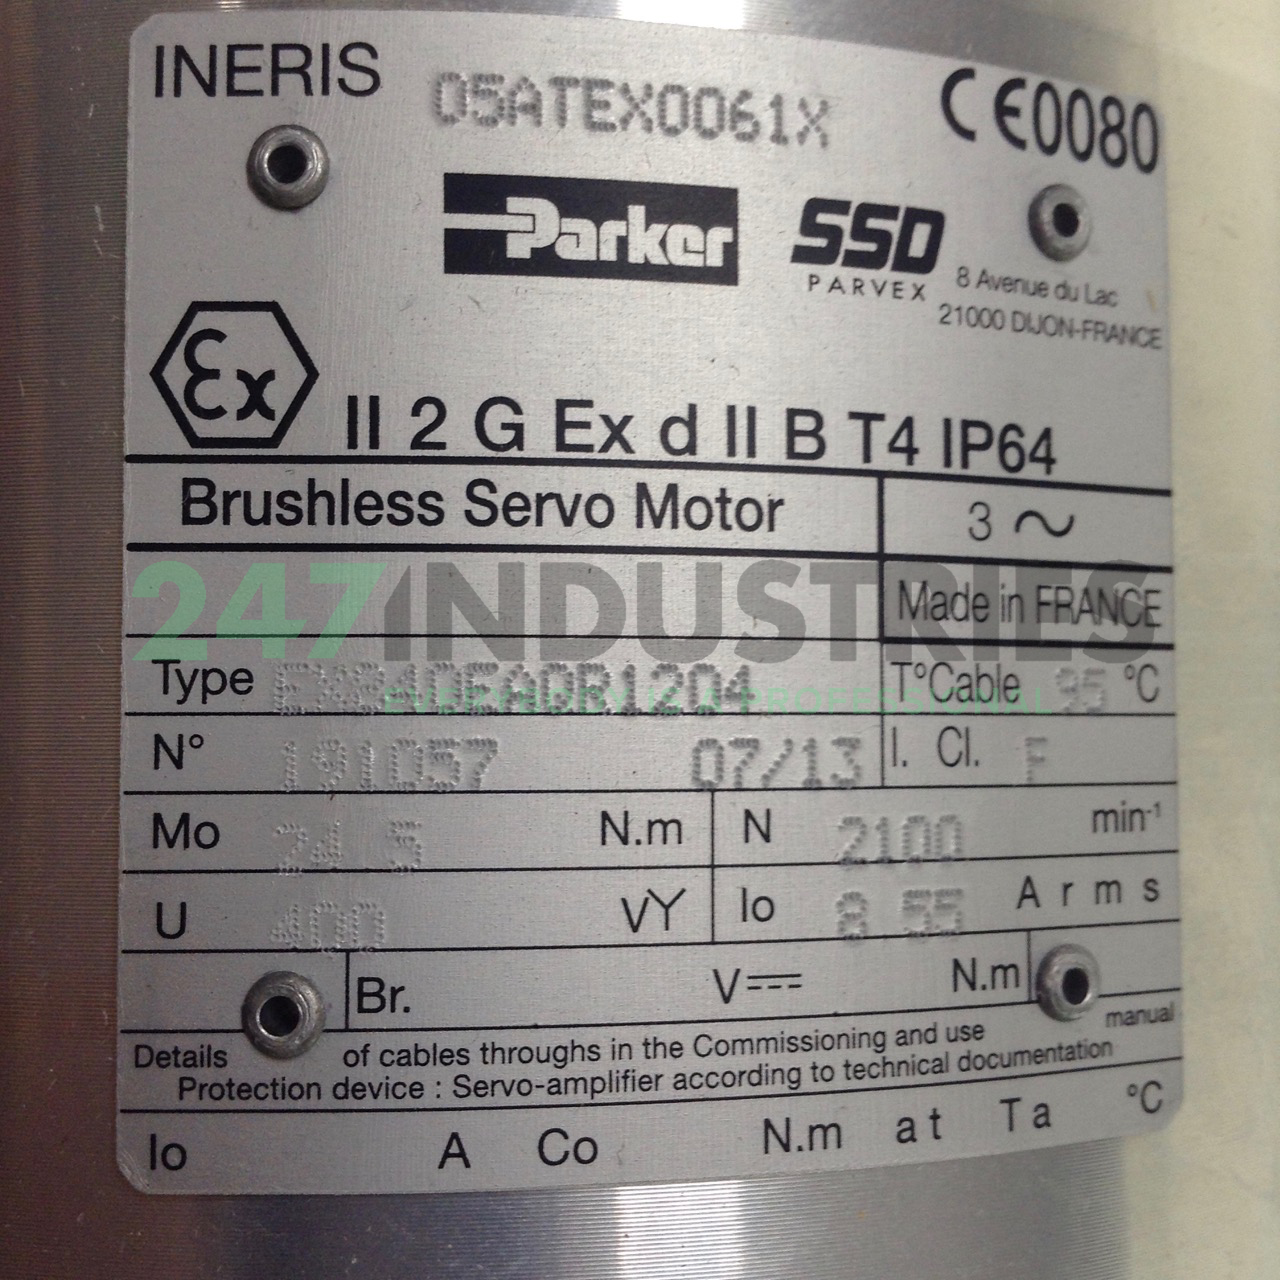 INERIS 05ATEX0061X CE0080
Parker SSD
PARVEX
8 Avenue du Lac
21000 DIJON-FRANCE
Ex II 2 G Ex d II B T4 IP64
Brushless Servo Motor 3 ~
247INDUSTRIES
Made in FRANCE
Type EX840EAOR1204 T°Cable 95 °C
EVERYBODY IS A PROFESSIONAL
N° 191057 07/13 I. Cl. F
Mo 24.5 N.m N 2100 min-1
U 400 VY Io 8.55 Arms
Br. V N.m
Details of cables throughs in the Commissioning and use manual
Protection device : Servo-amplifier according to technical documentation
Io A Co N.m at Ta °C